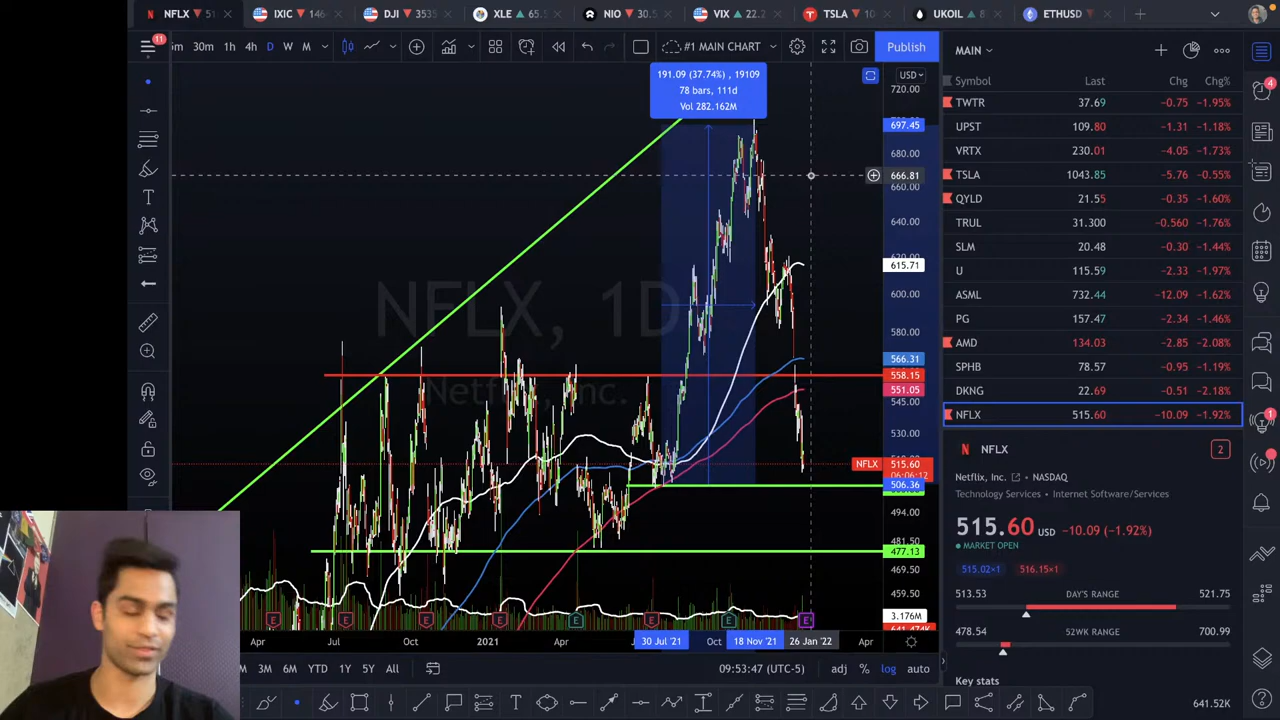 NFLX ▼ 51
IXIC ▼ 146
DJI ▼ 3535
XLE ▲ 65.5
NIO ▼ 30.5
VIX ▲ 22.2
TSLA ▼ 10
UKOIL ▲ 8
ETHUSD
11
5m 30m 1h 4h D W M
#1 MAIN CHART
Publish
MAIN
Symbol Last Chg Chg%
TWTR 37.69 −0.75 −1.95%
UPST 109.80 −1.31 −1.18%
VRTX 230.01 −4.05 −1.73%
TSLA 1043.85 −5.76 −0.55%
QYLD 21.55 −0.35 −1.60%
TRUL 31.300 −0.560 −1.76%
SLM 20.48 −0.30 −1.44%
U 115.59 −2.33 −1.97%
ASML 732.44 −12.09 −1.62%
PG 157.47 −2.34 −1.46%
AMD 134.03 −2.85 −2.08%
SPHB 78.57 −0.95 −1.19%
DKNG 22.69 −0.51 −2.18%
NFLX 515.60 −10.09 −1.92%
191.09 (37.74%) , 19109
78 bars, 111d
Vol 282.162M
USD
720.00
697.45
680.00
666.81
660.00
640.00
615.71
600.00
580.00
566.31
558.15
551.05
545.00
530.00
NFLX 515.60
06:06:12
506.36
494.00
481.50
477.13
469.50
459.50
3.176M
641.474K
NFLX, 1D
Netflix, Inc.
Apr Jul Oct 2021 Apr 30 Jul '21 Oct 18 Nov '21 26 Jan '22 Apr
3M 6M YTD 1Y 5Y All
09:53:47 (UTC-5)
adj % log auto
NFLX
2
Netflix, Inc. NASDAQ
Technology Services • Internet Software/Services
515.60 USD −10.09 (−1.92%)
MARKET OPEN
515.02×1 516.15×1
513.53 DAY'S RANGE 521.75
478.54 52WK RANGE 700.99
Key stats
641.52K
4
1